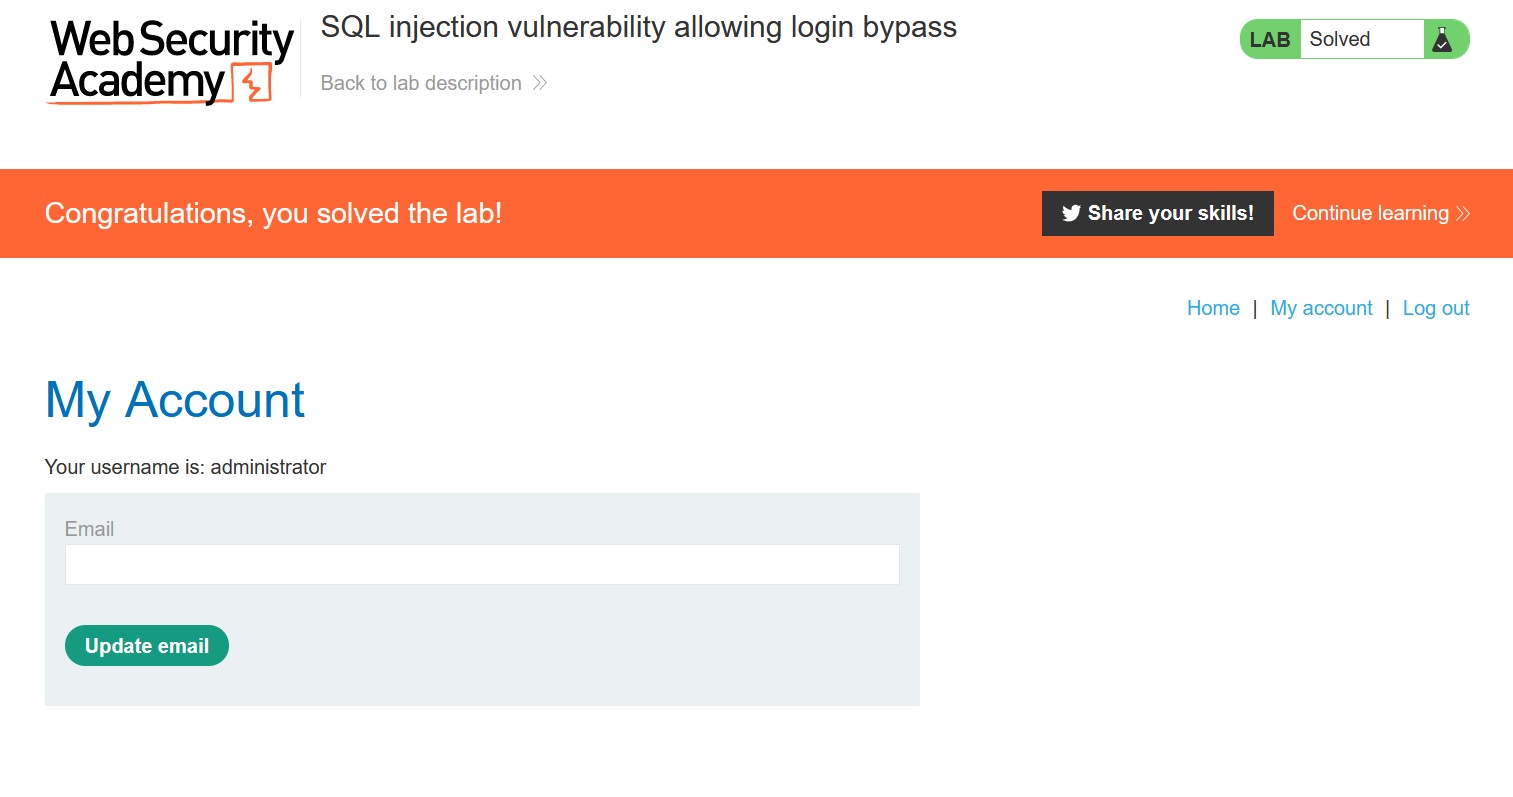 Web Security
Academy
SQL injection vulnerability allowing login bypass
Back to lab description
LAB Solved
Congratulations, you solved the lab!
Share your skills!
Continue learning
Home | My account | Log out
My Account
Your username is: administrator
Email
Update email